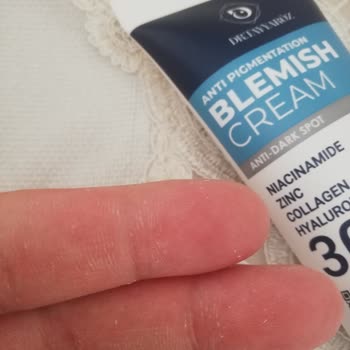 ANTI PIGMENTATION
BLEMISH
CREAM
ANTI-DARK SPOT
NIACINAMIDE
ZINC
COLLAGEN